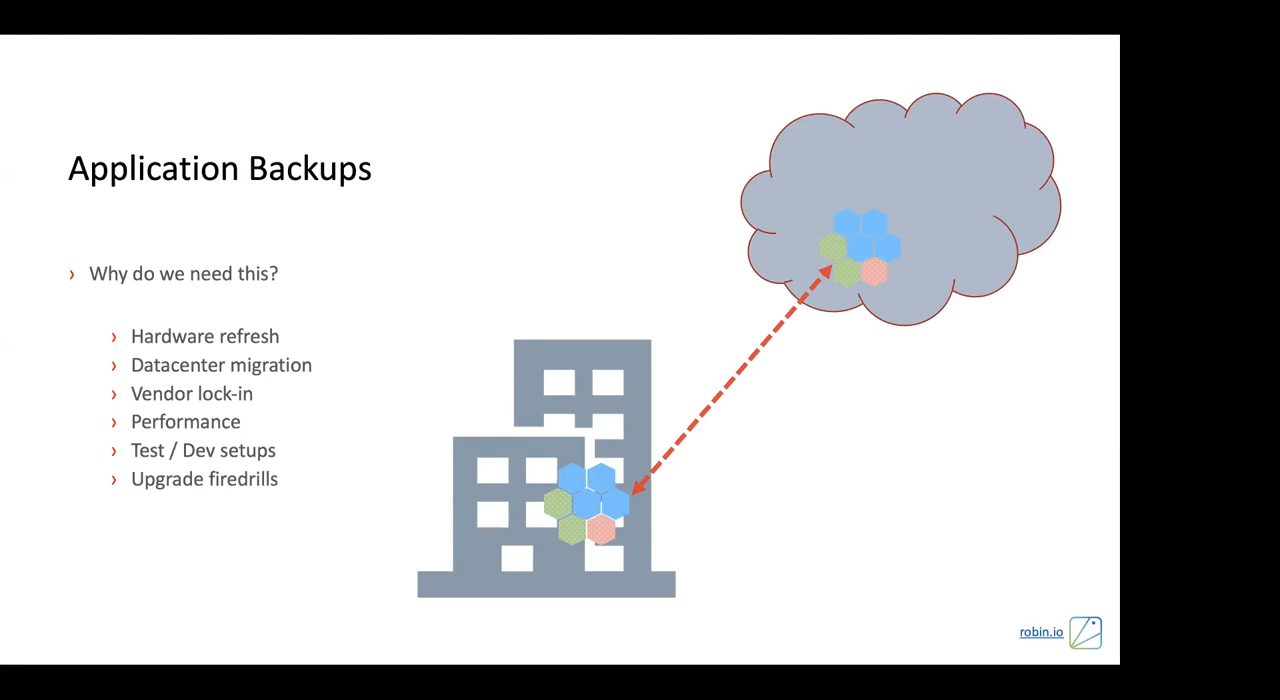 Application Backups
› Why do we need this?
› Hardware refresh
› Datacenter migration
› Vendor lock-in
› Performance
› Test / Dev setups
› Upgrade firedrills
robin.io